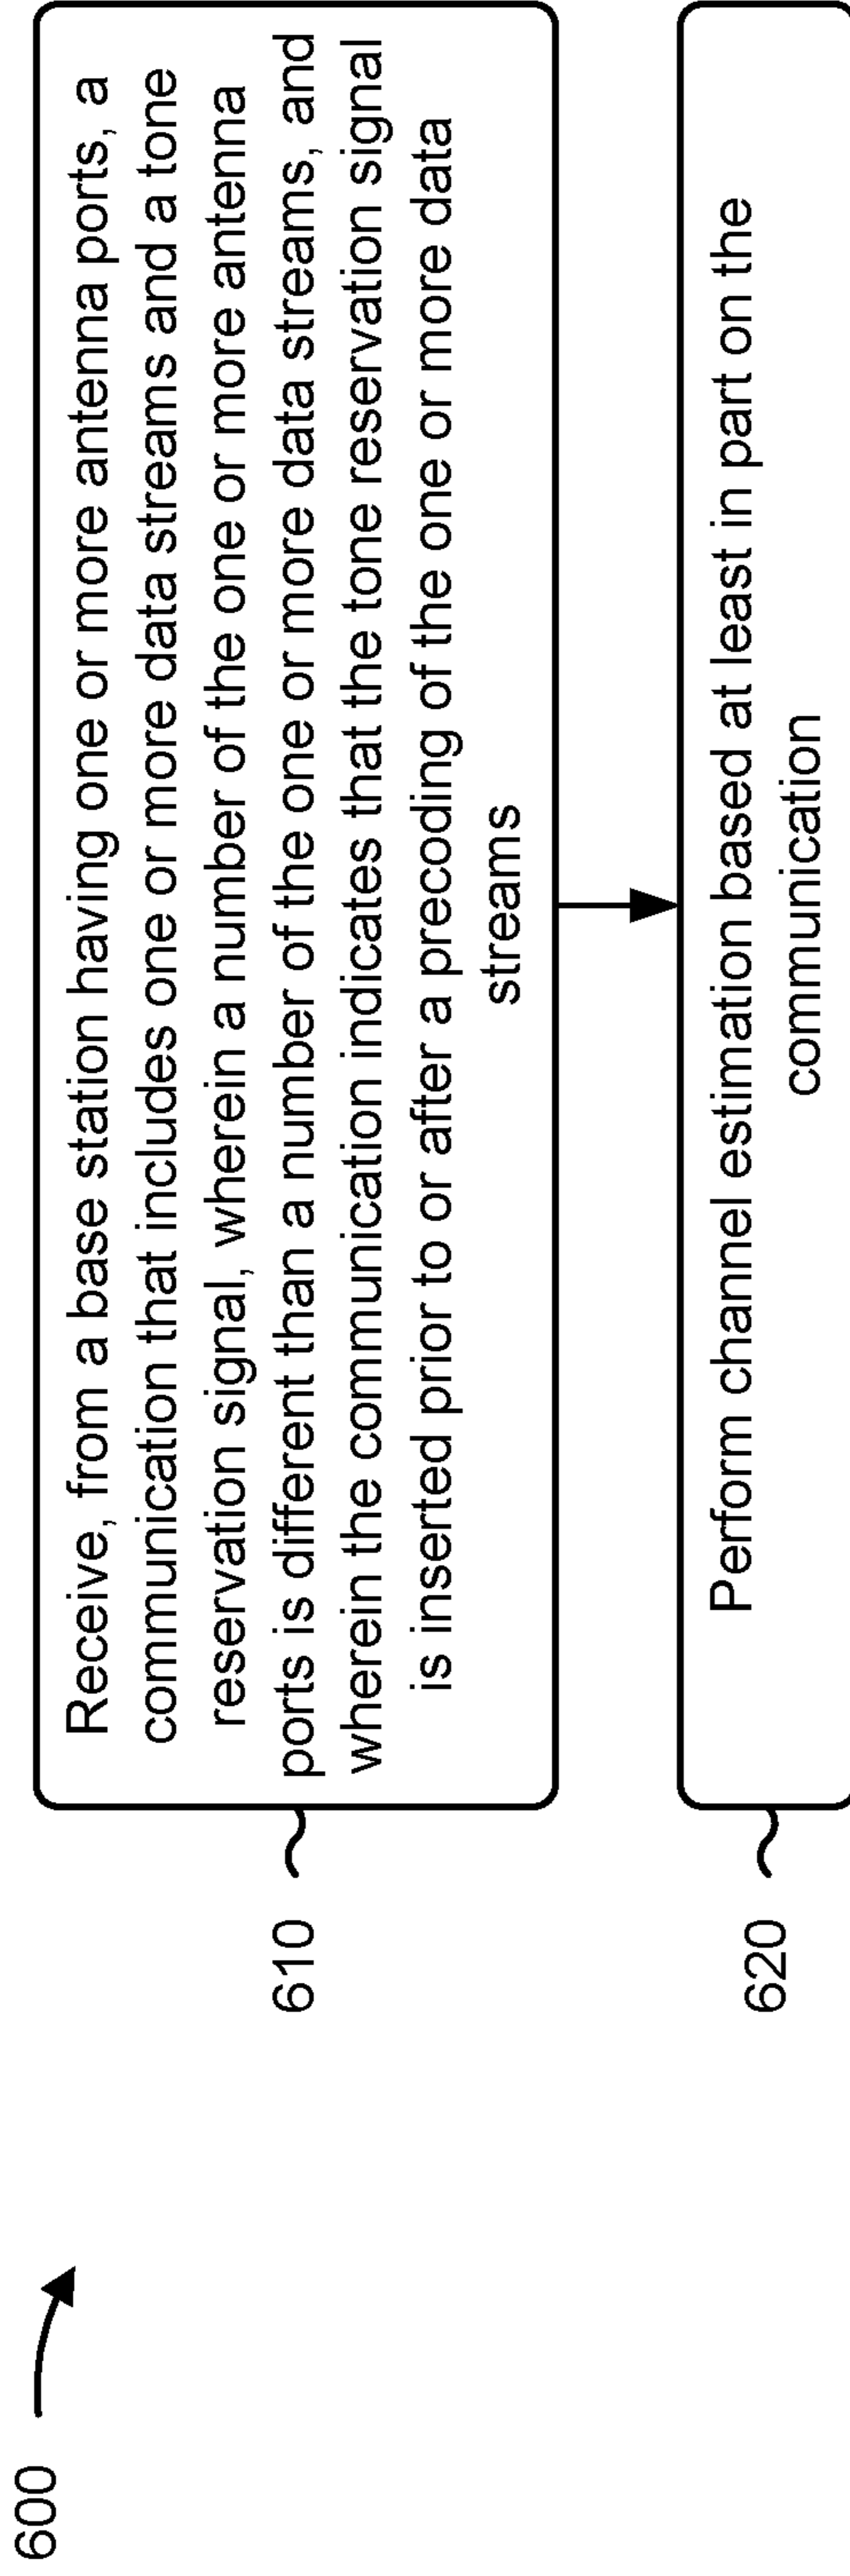 600
610
Receive, from a base station having one or more antenna ports, a
communication that includes one or more data streams and a tone
reservation signal, wherein a number of the one or more antenna
ports is different than a number of the one or more data streams, and
wherein the communication indicates that the tone reservation signal
is inserted prior to or after a precoding of the one or more data
streams
620
Perform channel estimation based at least in part on the
communication